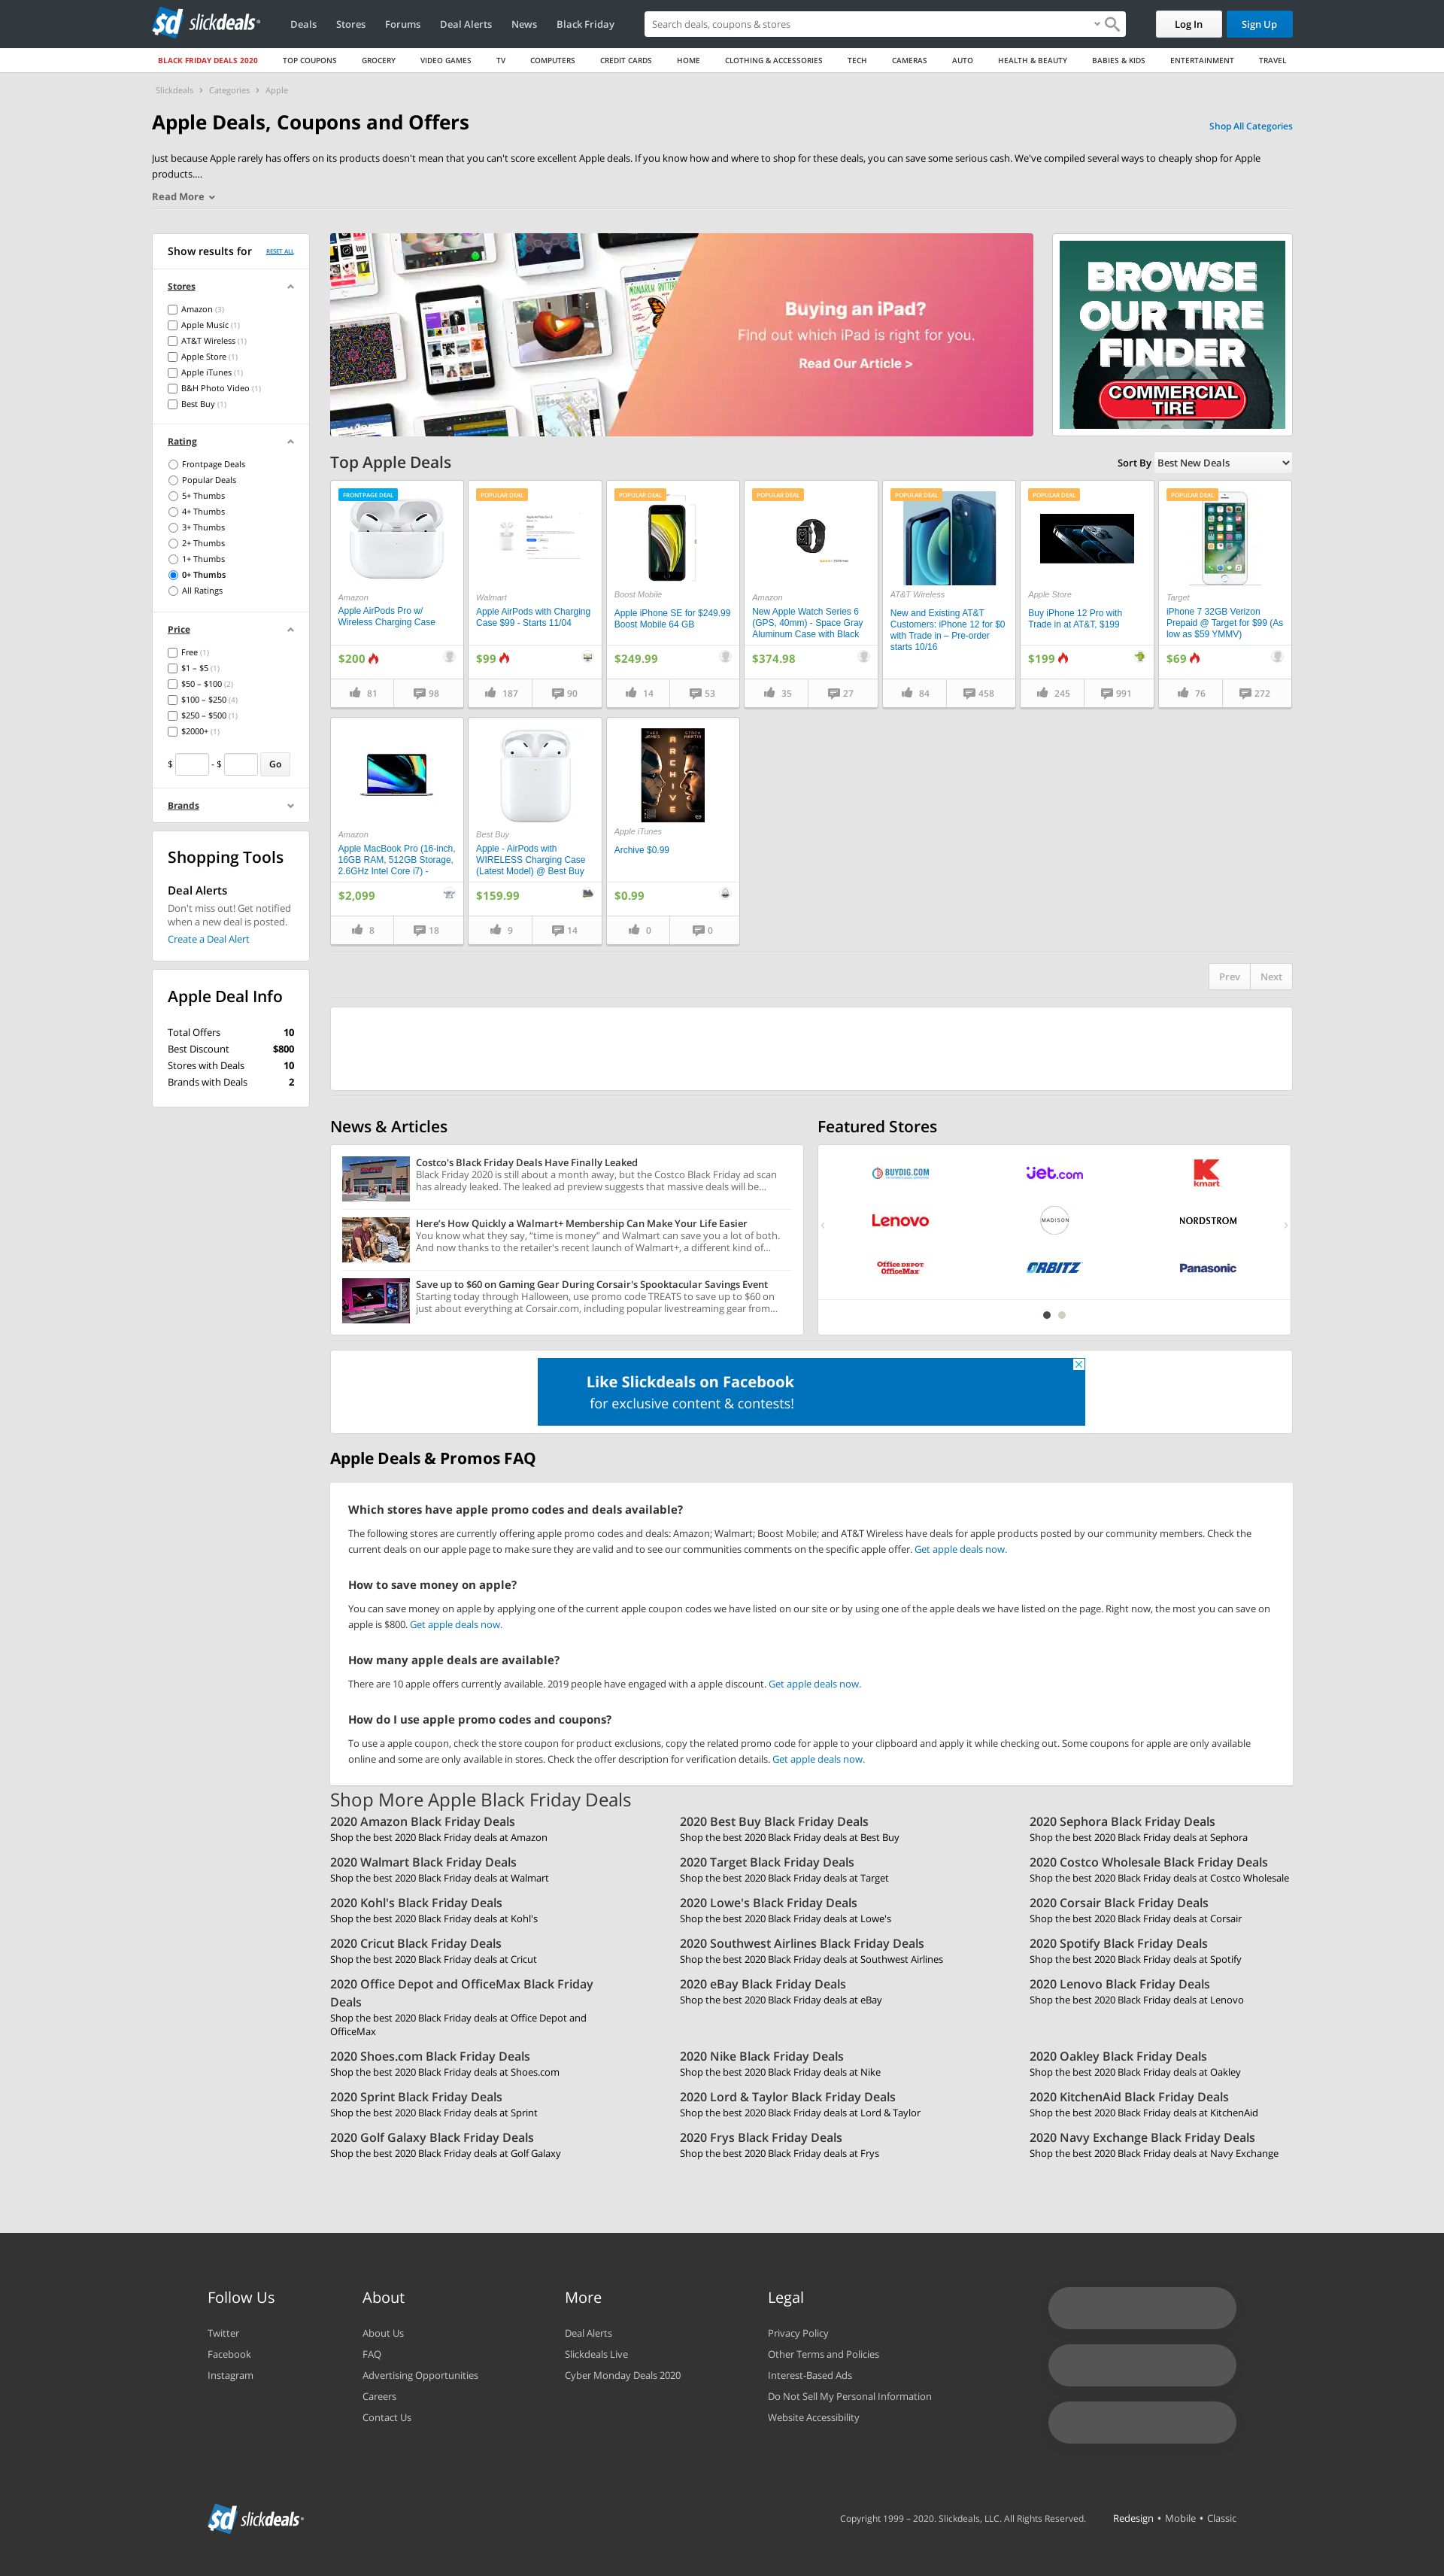 slickdeals
Deals Stores Forums Deal Alerts News Black Friday
Search deals, coupons & stores
Log In Sign Up
BLACK FRIDAY DEALS 2020 TOP COUPONS GROCERY VIDEO GAMES TV COMPUTERS CREDIT CARDS HOME CLOTHING & ACCESSORIES TECH CAMERAS AUTO HEALTH & BEAUTY BABIES & KIDS ENTERTAINMENT TRAVEL
Slickdeals › Categories › Apple
Apple Deals, Coupons and Offers
Shop All Categories
Just because Apple rarely has offers on its products doesn't mean that you can't score excellent Apple deals. If you know how and where to shop for these deals, you can save some serious cash. We've compiled several ways to cheaply shop for Apple
products....
Read More
Show results for RESET ALL
Stores
Amazon (3)
Apple Music (1)
AT&T Wireless (1)
Apple Store (1)
Apple iTunes (1)
B&H Photo Video (1)
Best Buy (1)
Rating
Frontpage Deals
Popular Deals
5+ Thumbs
4+ Thumbs
3+ Thumbs
2+ Thumbs
1+ Thumbs
0+ Thumbs
All Ratings
Price
Free (1)
$1 – $5 (1)
$50 – $100 (2)
$100 – $250 (4)
$250 – $500 (1)
$2000+ (1)
$ - $ Go
Brands
Shopping Tools
Deal Alerts
Don't miss out! Get notified
when a new deal is posted.
Create a Deal Alert
Apple Deal Info
Total Offers 10
Best Discount $800
Stores with Deals 10
Brands with Deals 2
Buying an iPad?
Find out which iPad is right for you.
Read Our Article >
BROWSE
OUR TIRE
FINDER
COMMERCIAL
TIRE
Top Apple Deals
Sort By Best New Deals
FRONTPAGE DEAL
Amazon
Apple AirPods Pro w/
Wireless Charging Case
$200
81 98
POPULAR DEAL
Walmart
Apple AirPods with Charging
Case $99 - Starts 11/04
$99
187 90
POPULAR DEAL
Boost Mobile
Apple iPhone SE for $249.99
Boost Mobile 64 GB
$249.99
14 53
POPULAR DEAL
Amazon
New Apple Watch Series 6
(GPS, 40mm) - Space Gray
Aluminum Case with Black
$374.98
35 27
POPULAR DEAL
AT&T Wireless
New and Existing AT&T
Customers: iPhone 12 for $0
with Trade in – Pre-order
starts 10/16
84 458
POPULAR DEAL
Apple Store
Buy iPhone 12 Pro with
Trade in at AT&T, $199
$199
245 991
POPULAR DEAL
Target
iPhone 7 32GB Verizon
Prepaid @ Target for $99 (As
low as $59 YMMV)
$69
76 272
Amazon
Apple MacBook Pro (16-inch,
16GB RAM, 512GB Storage,
2.6GHz Intel Core i7) -
$2,099
8 18
Best Buy
Apple - AirPods with
WIRELESS Charging Case
(Latest Model) @ Best Buy
$159.99
9 14
ARCHIVE
Apple iTunes
Archive $0.99
$0.99
0 0
Prev Next
News & Articles
Costco's Black Friday Deals Have Finally Leaked
Black Friday 2020 is still about a month away, but the Costco Black Friday ad scan
has already leaked. The leaked ad preview suggests that massive deals will be...
Here's How Quickly a Walmart+ Membership Can Make Your Life Easier
You know what they say, "time is money" and Walmart can save you a lot of both.
And now thanks to the retailer's recent launch of Walmart+, a different kind of...
Save up to $60 on Gaming Gear During Corsair's Spooktacular Savings Event
Starting today through Halloween, use promo code TREATS to save up to $60 on
just about everything at Corsair.com, including popular livestreaming gear from...
Featured Stores
BUYDIG.COM jet.com kmart
Lenovo MADISON NORDSTROM
Office DEPOT OfficeMax ORBITZ Panasonic
Like Slickdeals on Facebook
for exclusive content & contests!
Apple Deals & Promos FAQ
Which stores have apple promo codes and deals available?
The following stores are currently offering apple promo codes and deals: Amazon; Walmart; Boost Mobile; and AT&T Wireless have deals for apple products posted by our community members. Check the
current deals on our apple page to make sure they are valid and to see our communities comments on the specific apple offer. Get apple deals now.
How to save money on apple?
You can save money on apple by applying one of the current apple coupon codes we have listed on our site or by using one of the apple deals we have listed on the page. Right now, the most you can save on
apple is $800. Get apple deals now.
How many apple deals are available?
There are 10 apple offers currently available. 2019 people have engaged with a apple discount. Get apple deals now.
How do I use apple promo codes and coupons?
To use a apple coupon, check the store coupon for product exclusions, copy the related promo code for apple to your clipboard and apply it while checking out. Some coupons for apple are only available
online and some are only available in stores. Check the offer description for verification details. Get apple deals now.
Shop More Apple Black Friday Deals
2020 Amazon Black Friday Deals
Shop the best 2020 Black Friday deals at Amazon
2020 Best Buy Black Friday Deals
Shop the best 2020 Black Friday deals at Best Buy
2020 Sephora Black Friday Deals
Shop the best 2020 Black Friday deals at Sephora
2020 Walmart Black Friday Deals
Shop the best 2020 Black Friday deals at Walmart
2020 Target Black Friday Deals
Shop the best 2020 Black Friday deals at Target
2020 Costco Wholesale Black Friday Deals
Shop the best 2020 Black Friday deals at Costco Wholesale
2020 Kohl's Black Friday Deals
Shop the best 2020 Black Friday deals at Kohl's
2020 Lowe's Black Friday Deals
Shop the best 2020 Black Friday deals at Lowe's
2020 Corsair Black Friday Deals
Shop the best 2020 Black Friday deals at Corsair
2020 Cricut Black Friday Deals
Shop the best 2020 Black Friday deals at Cricut
2020 Southwest Airlines Black Friday Deals
Shop the best 2020 Black Friday deals at Southwest Airlines
2020 Spotify Black Friday Deals
Shop the best 2020 Black Friday deals at Spotify
2020 Office Depot and OfficeMax Black Friday
Deals
Shop the best 2020 Black Friday deals at Office Depot and
OfficeMax
2020 eBay Black Friday Deals
Shop the best 2020 Black Friday deals at eBay
2020 Lenovo Black Friday Deals
Shop the best 2020 Black Friday deals at Lenovo
2020 Shoes.com Black Friday Deals
Shop the best 2020 Black Friday deals at Shoes.com
2020 Nike Black Friday Deals
Shop the best 2020 Black Friday deals at Nike
2020 Oakley Black Friday Deals
Shop the best 2020 Black Friday deals at Oakley
2020 Sprint Black Friday Deals
Shop the best 2020 Black Friday deals at Sprint
2020 Lord & Taylor Black Friday Deals
Shop the best 2020 Black Friday deals at Lord & Taylor
2020 KitchenAid Black Friday Deals
Shop the best 2020 Black Friday deals at KitchenAid
2020 Golf Galaxy Black Friday Deals
Shop the best 2020 Black Friday deals at Golf Galaxy
2020 Frys Black Friday Deals
Shop the best 2020 Black Friday deals at Frys
2020 Navy Exchange Black Friday Deals
Shop the best 2020 Black Friday deals at Navy Exchange
Follow Us
Twitter
Facebook
Instagram
About
About Us
FAQ
Advertising Opportunities
Careers
Contact Us
More
Deal Alerts
Slickdeals Live
Cyber Monday Deals 2020
Legal
Privacy Policy
Other Terms and Policies
Interest-Based Ads
Do Not Sell My Personal Information
Website Accessibility
slickdeals
Copyright 1999 – 2020. Slickdeals, LLC. All Rights Reserved. Redesign • Mobile • Classic